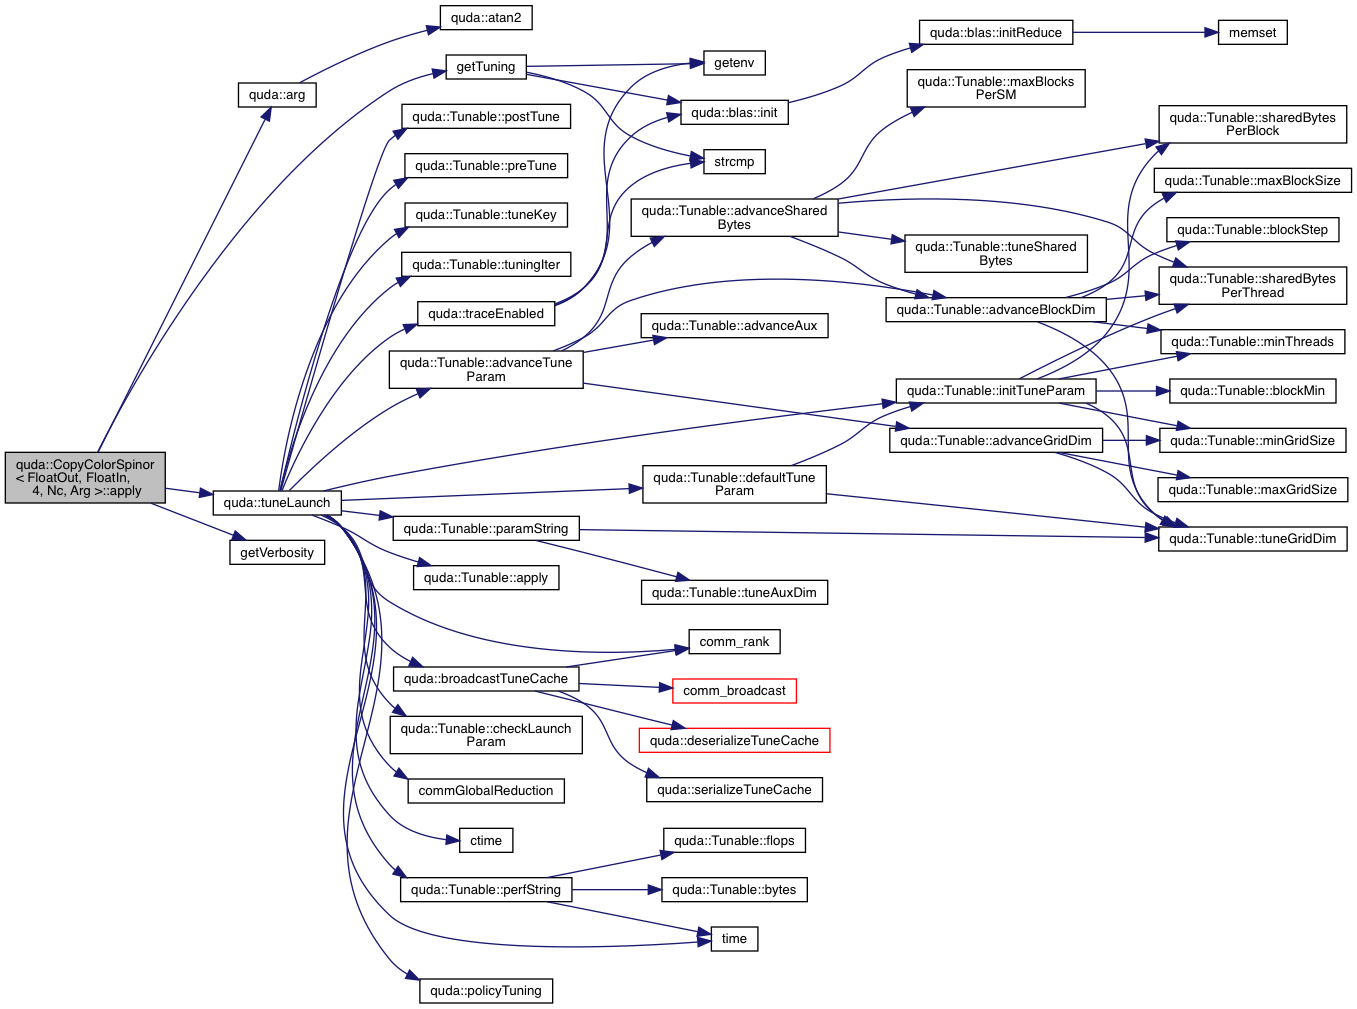 quda::CopyColorSpinor
< FloatOut, FloatIn,
4, Nc, Arg >::apply
quda::arg
quda::tuneLaunch
getVerbosity
quda::atan2
getTuning
quda::Tunable::postTune
quda::Tunable::preTune
quda::Tunable::tuneKey
quda::Tunable::tuningIter
quda::traceEnabled
quda::Tunable::advanceTune
Param
quda::Tunable::paramString
quda::Tunable::apply
quda::broadcastTuneCache
quda::Tunable::checkLaunch
Param
commGlobalReduction
ctime
quda::Tunable::perfString
quda::policyTuning
getenv
quda::blas::init
strcmp
quda::Tunable::advanceShared
Bytes
quda::Tunable::advanceAux
quda::Tunable::defaultTune
Param
quda::Tunable::tuneAuxDim
comm_rank
comm_broadcast
quda::deserializeTuneCache
quda::serializeTuneCache
quda::Tunable::flops
quda::Tunable::bytes
time
quda::blas::initReduce
quda::Tunable::maxBlocks
PerSM
quda::Tunable::tuneShared
Bytes
quda::Tunable::advanceBlockDim
quda::Tunable::initTuneParam
quda::Tunable::advanceGridDim
memset
quda::Tunable::sharedBytes
PerBlock
quda::Tunable::maxBlockSize
quda::Tunable::blockStep
quda::Tunable::sharedBytes
PerThread
quda::Tunable::minThreads
quda::Tunable::blockMin
quda::Tunable::minGridSize
quda::Tunable::maxGridSize
quda::Tunable::tuneGridDim